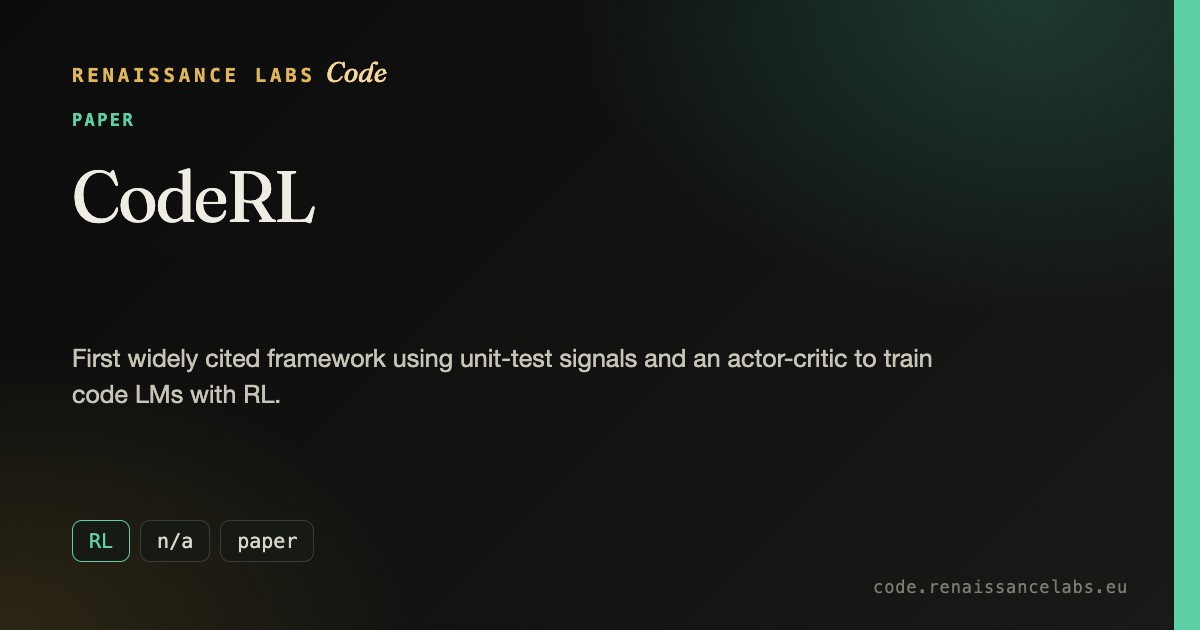 RENAISSANCE LABS Code
PAPER
CodeRL
First widely cited framework using unit-test signals and an actor-critic to train
code LMs with RL.
RL n/a paper
code.renaissancelabs.eu